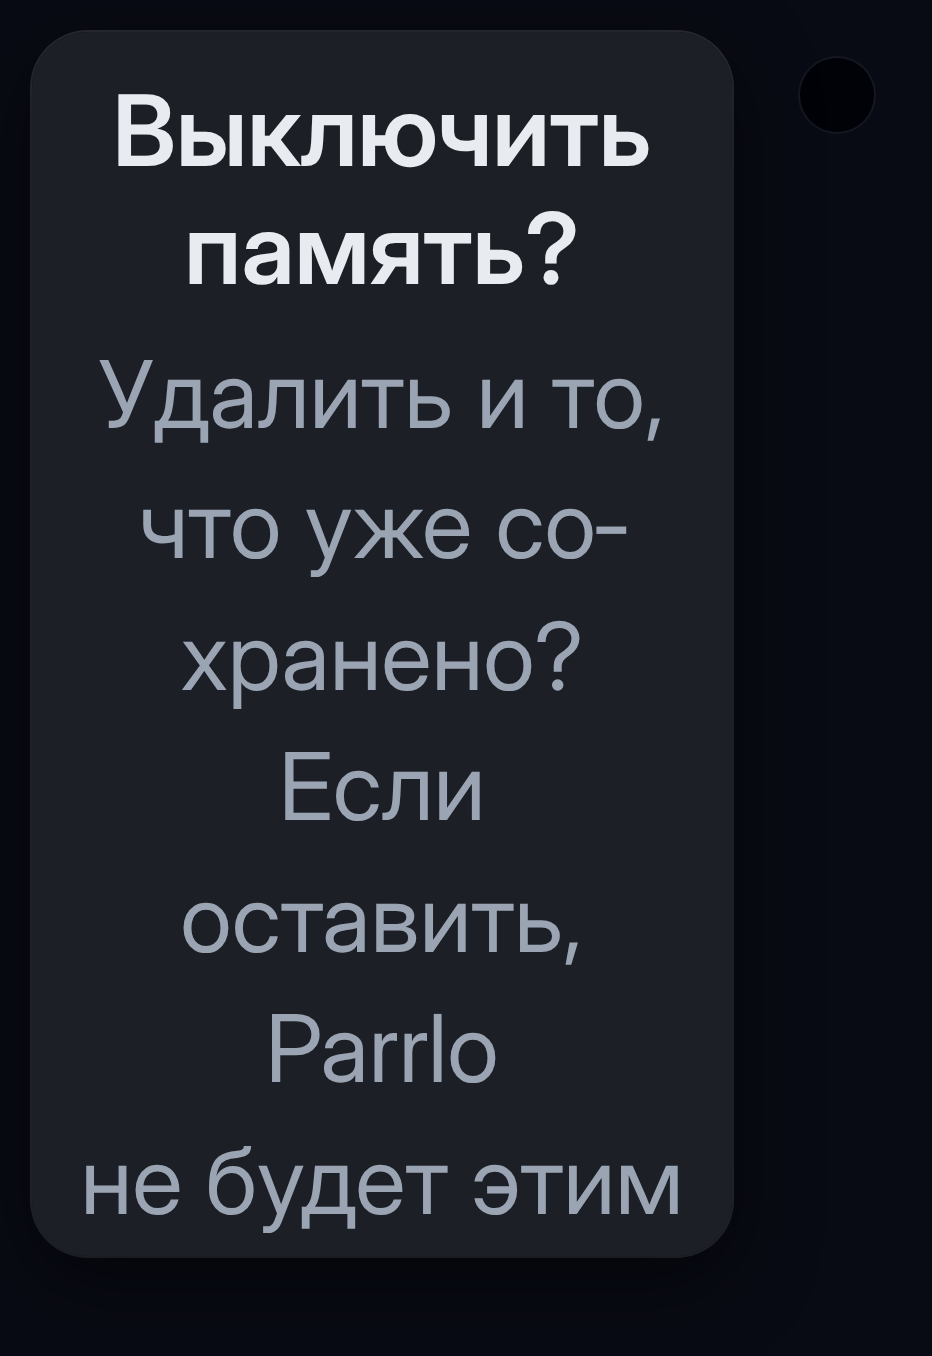 Выключить
память?
Удалить и то,
что уже со-
хранено?
Если
оставить,
Parrlo
не будет этим